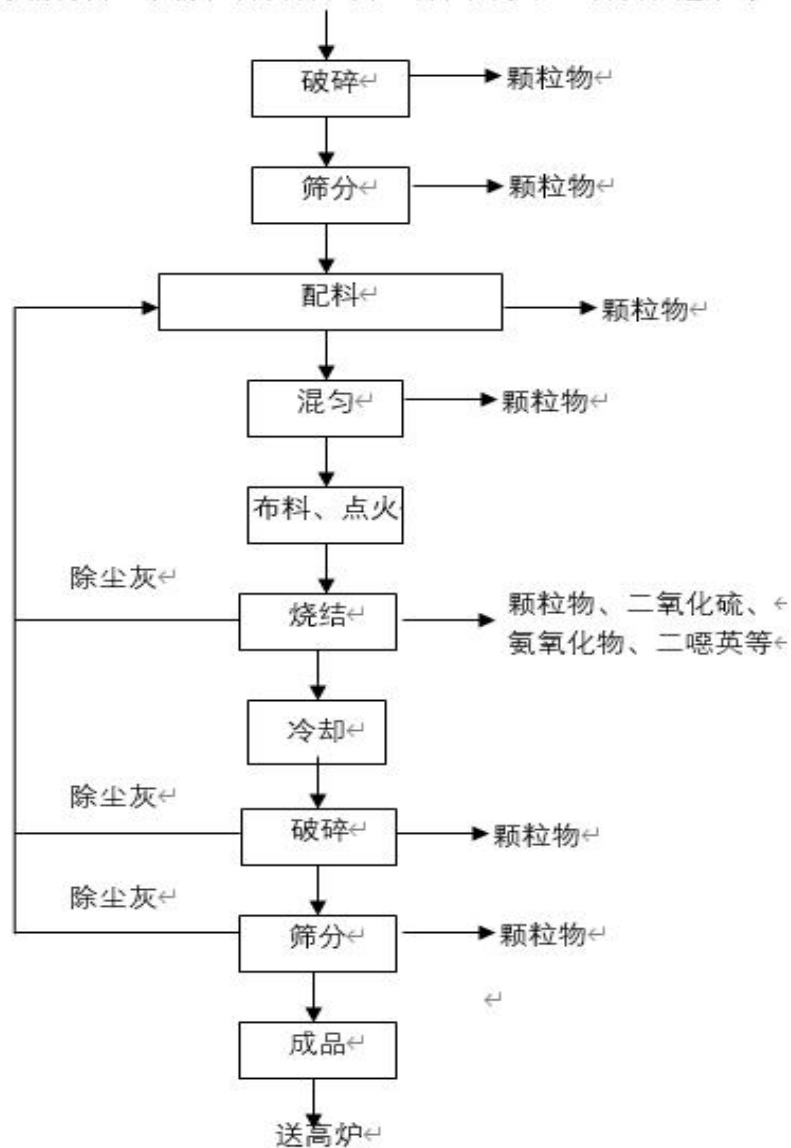 破碎
颗粒物
筛分
颗粒物
配料
颗粒物
混匀
颗粒物
布料、点火
除尘灰
烧结
颗粒物、二氧化硫、
氨氧化物、二噁英等
冷却
除尘灰
破碎
颗粒物
除尘灰
筛分
颗粒物
成品
送高炉